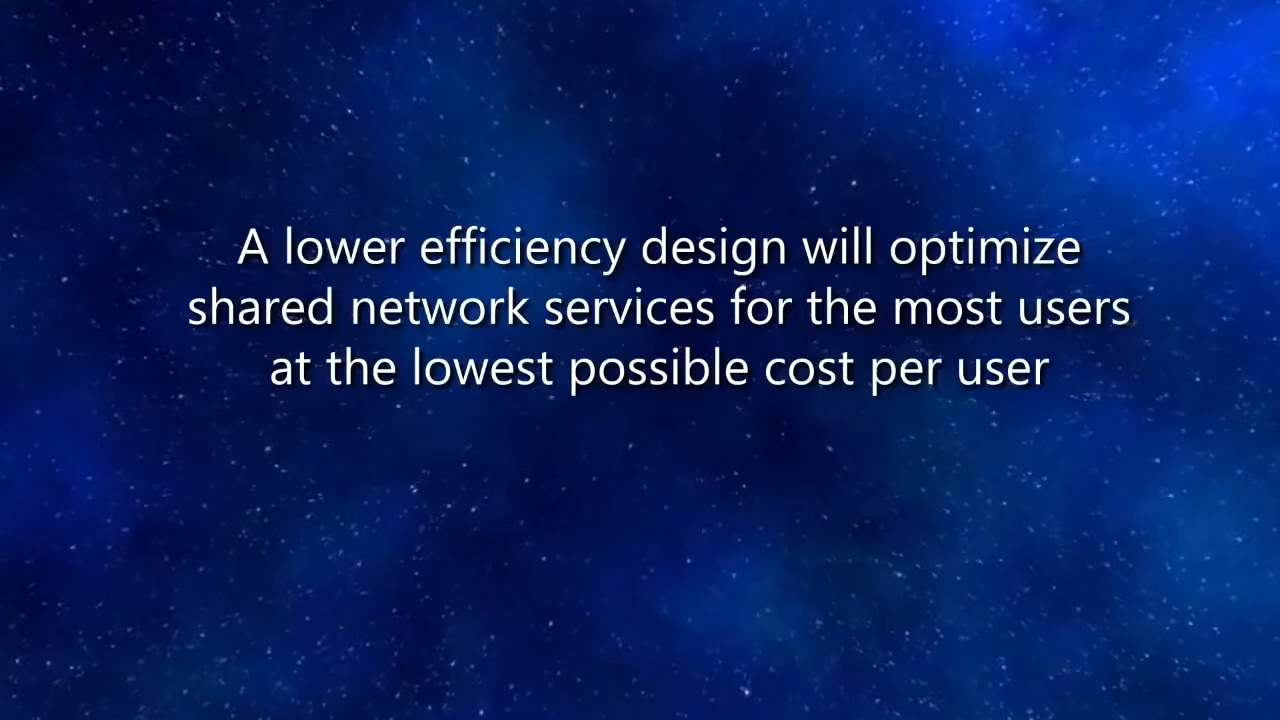 A lower efficiency design will optimize
shared network services for the most users
at the lowest possible cost per user